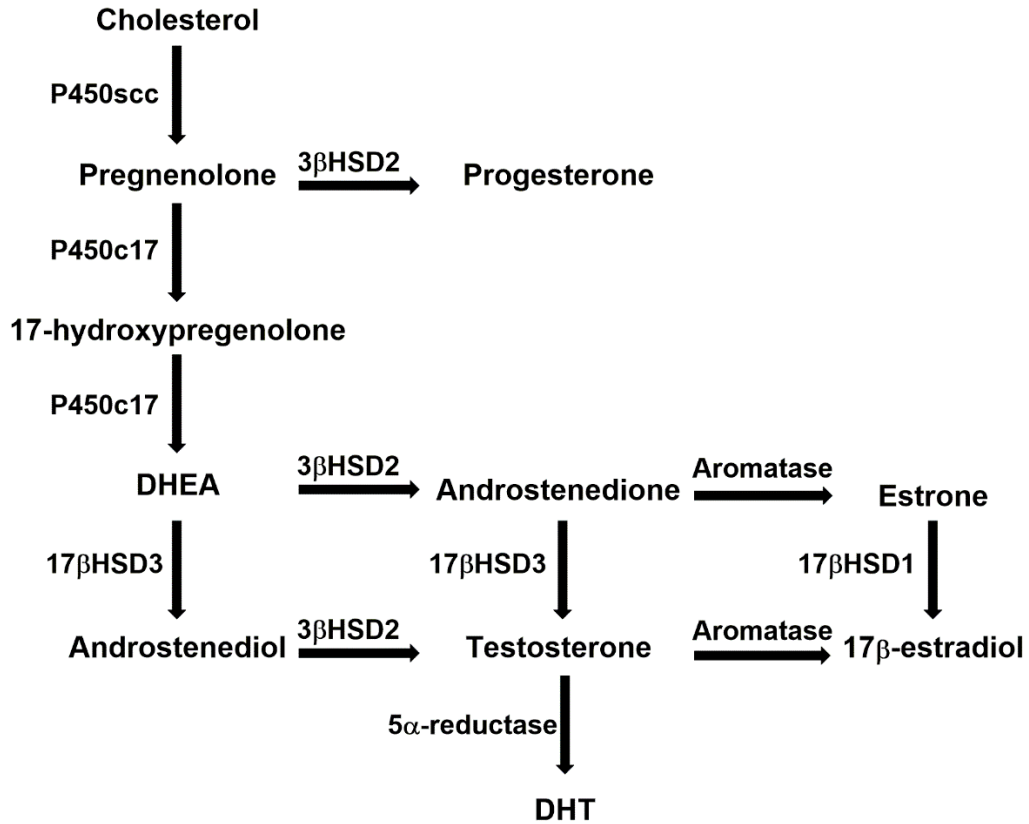 Cholesterol
P450scc
3βHSD2
Pregnenolone
Progesterone
P450c17
17-hydroxypregenolone
P450c17
3βHSD2
Aromatase
DHEA
Androstenedione
Estrone
17βHSD3
17βHSD3
17βHSD1
3βHSD2
Aromatase
Androstenediol
Testosterone
17β-estradiol
5α-reductase
DHT